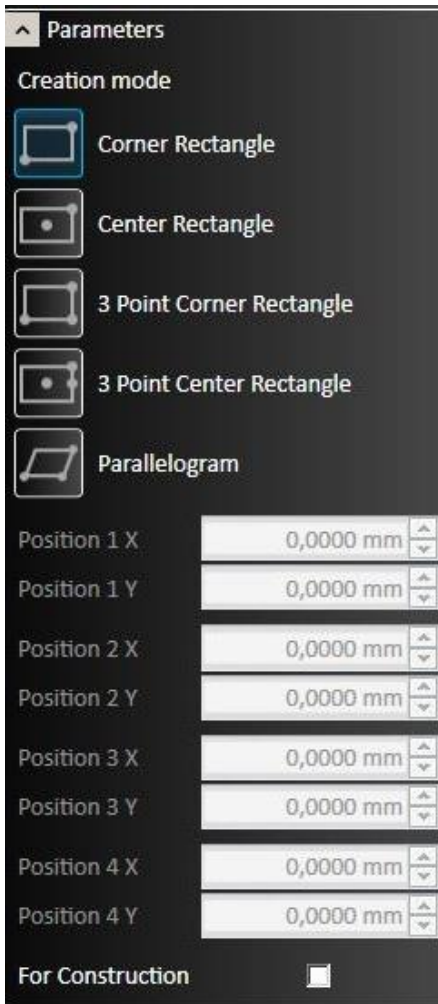 Parameters
Creation mode
Corner Rectangle
Center Rectangle
3 Point Corner Rectangle
3 Point Center Rectangle
Parallelogram
Position 1 X 0,0000 mm
Position 1 Y 0,0000 mm
Position 2 X 0,0000 mm
Position 2 Y 0,0000 mm
Position 3 X 0,0000 mm
Position 3 Y 0,0000 mm
Position 4 X 0,0000 mm
Position 4 Y 0,0000 mm
For Construction